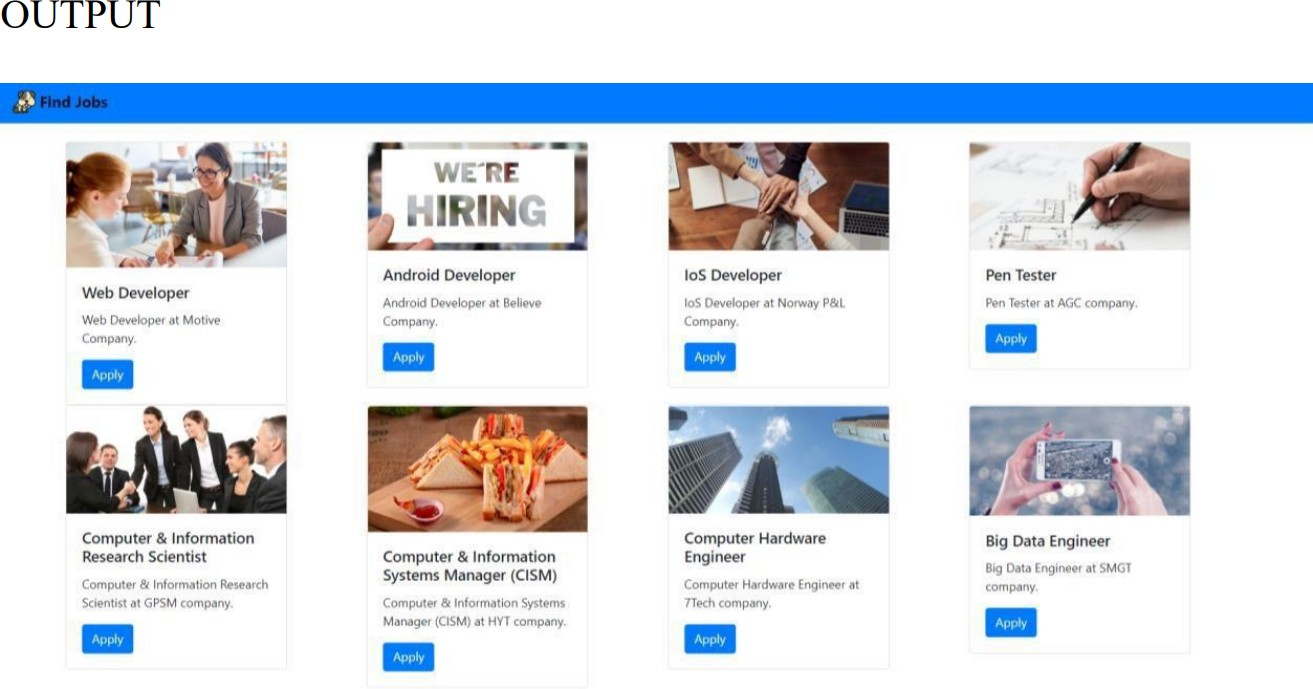 OUTPUT
Find Jobs
WE'RE
HIRING
Web Developer
Web Developer at Motive
Company.
Apply
Android Developer
Android Developer at Believe
Company.
Apply
IoS Developer
IoS Developer at Norway P&L
Company.
Apply
Pen Tester
Pen Tester at AGC company.
Apply
Computer & Information
Research Scientist
Computer & Information Research
Scientist at GPSM company.
Apply
Computer & Information
Systems Manager (CISM)
Computer & Information Systems
Manager (CISM) at HYT company.
Apply
Computer Hardware
Engineer
Computer Hardware Engineer at
7Tech company.
Apply
Big Data Engineer
Big Data Engineer at SMGT
company.
Apply